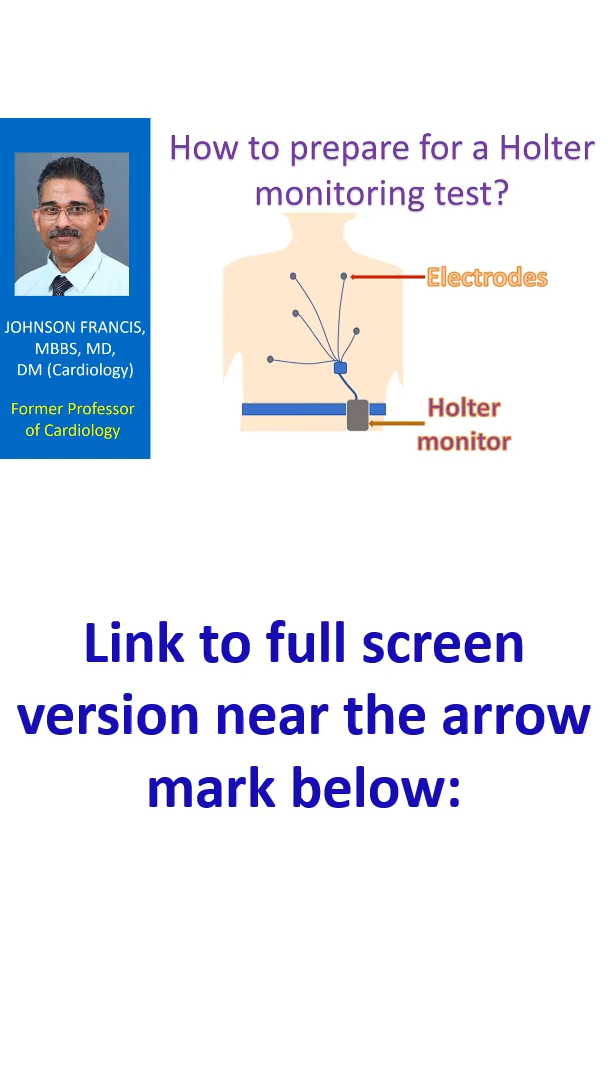 How to prepare for a Holter
monitoring test?
JOHNSON FRANCIS,
MBBS, MD,
DM (Cardiology)
Former Professor
of Cardiology
Electrodes
Holter
monitor
Link to full screen
version near the arrow
mark below: